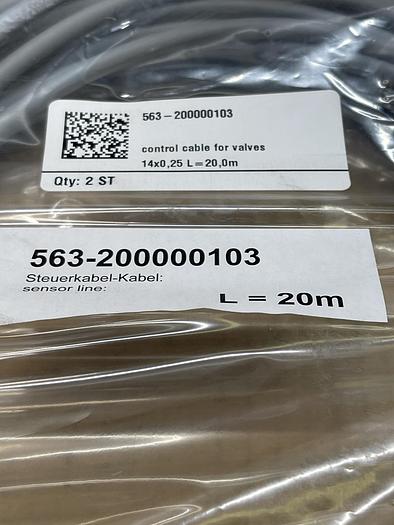 563-200000103
control cable for valves
14x0,25 L=20,0m
Qty: 2 ST
563-200000103
Steuerkabel-Kabel:
sensor line:
L = 20m